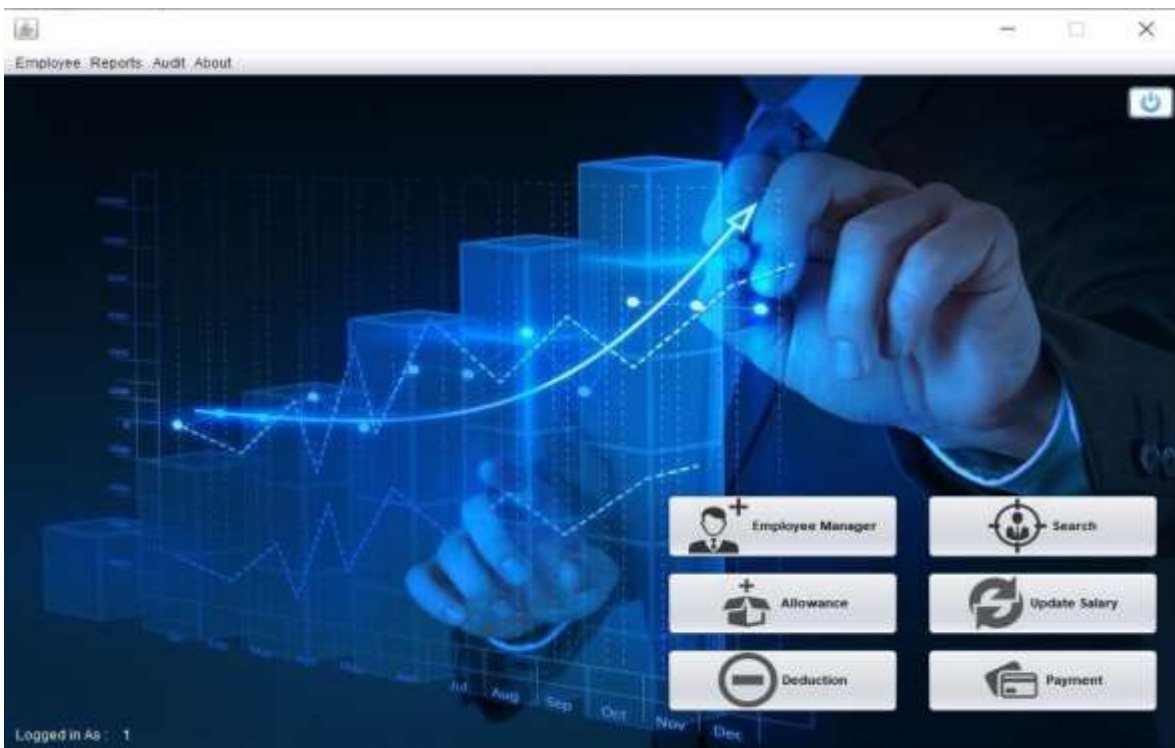 Employee Reports Audit About
Employee Manager
Search
Allowance
Update Salary
Deduction
Payment
Jul Aug Sep Oct Nov Dec
Logged in As : 1